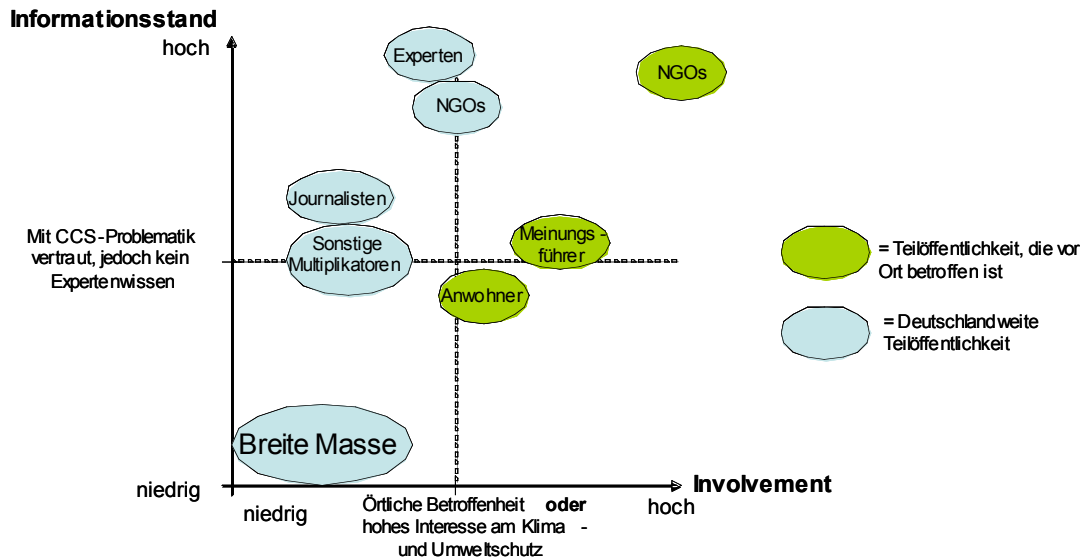 Informationsstand
hoch
Experten
NGOs
NGOs
Journalisten
Mit CCS-Problematik
vertraut, jedoch kein
Expertenwissen
Sonstige
Multiplikatoren
Meinungs-
führer
Anwohner
= Teilöffentlichkeit, die vor
Ort betroffen ist
= Deutschlandweite
Teilöffentlichkeit
Breite Masse
niedrig
niedrig
Örtliche Betroffenheit oder
hohes Interesse am Klima -
und Umweltschutz
hoch
Involvement